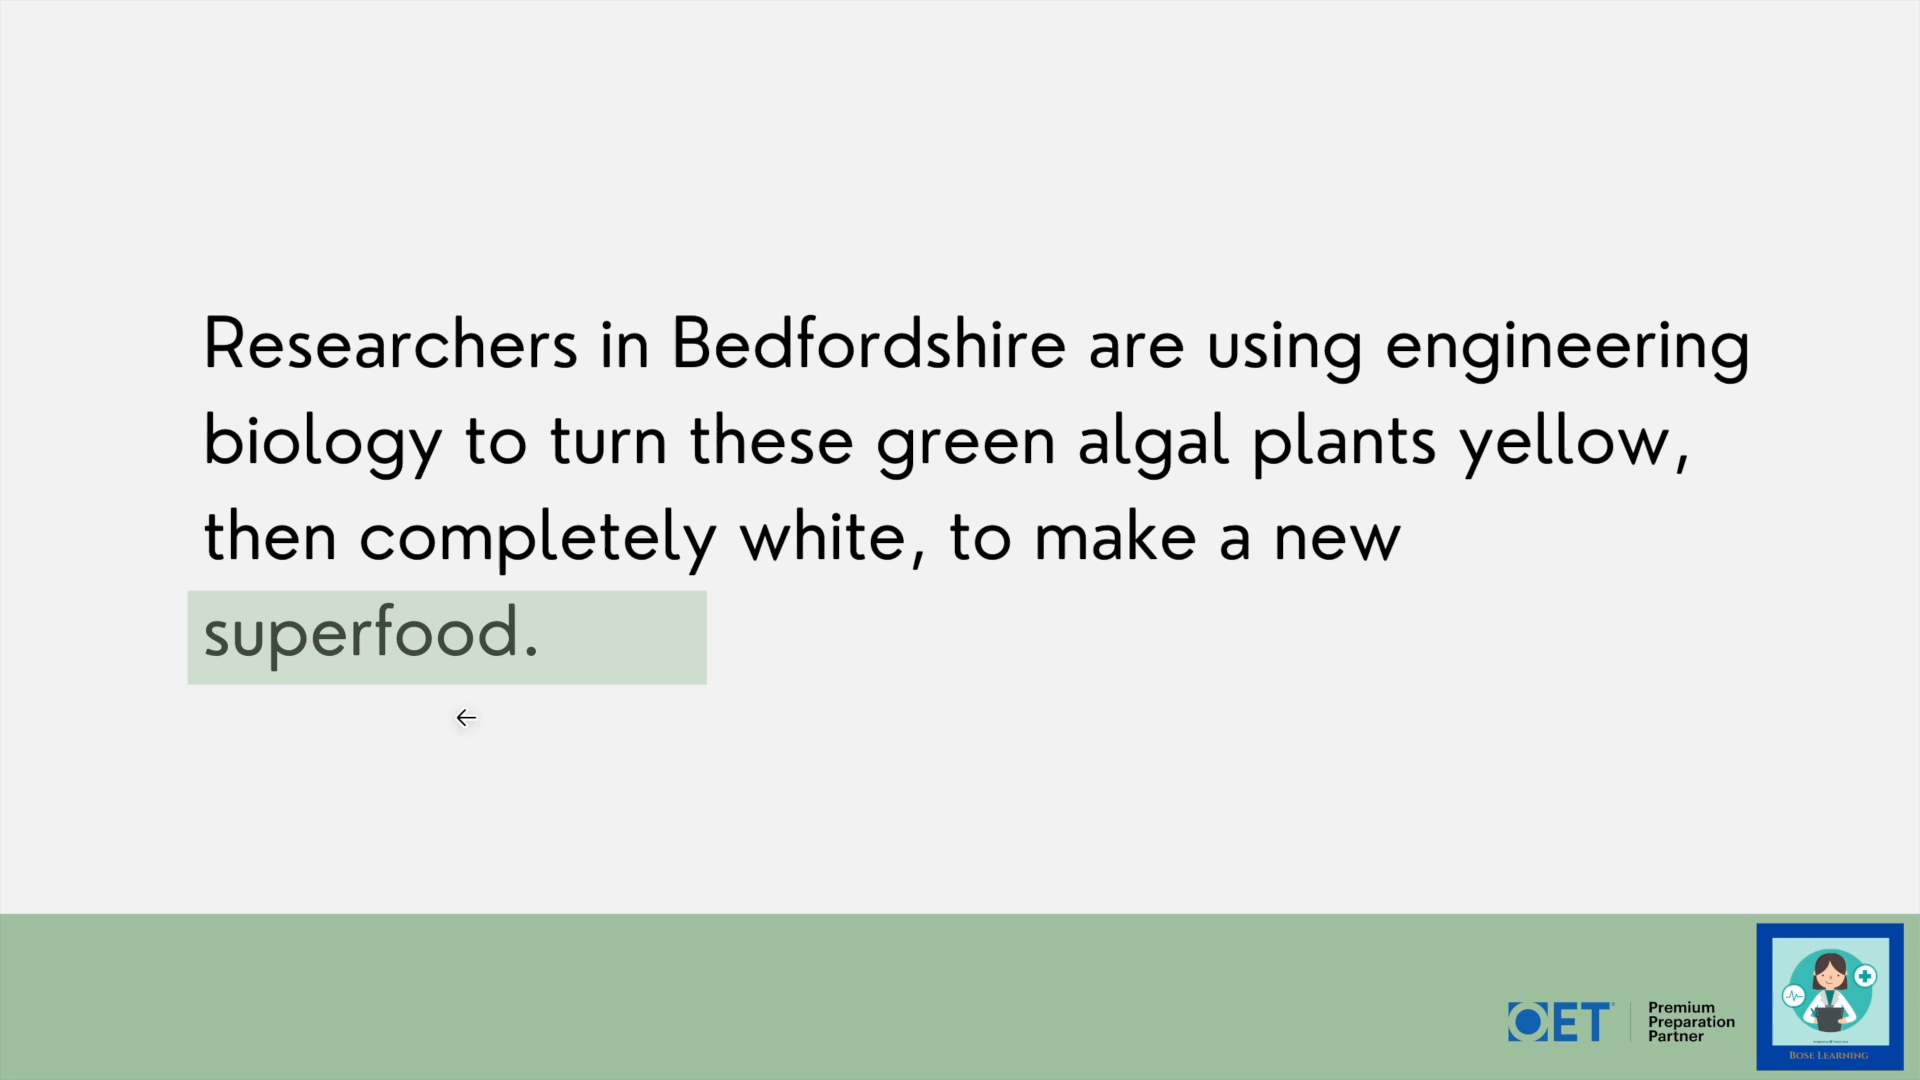 Researchers in Bedfordshire are using engineering
biology to turn these green algal plants yellow,
then completely white, to make a new
superfood.
OET
Premium
Preparation
Partner
BOSE LEARNING